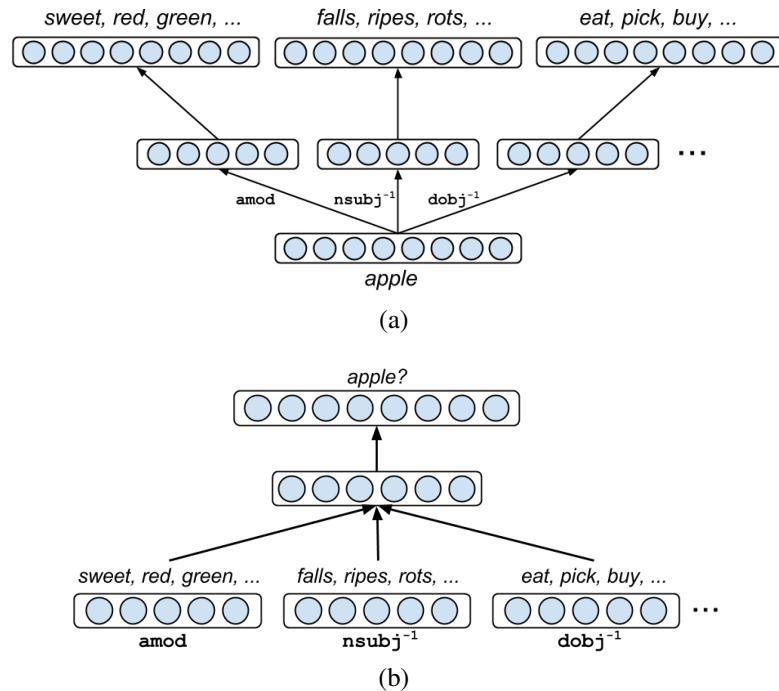 sweet, red, green, ... falls, ripes, rots, ... eat, pick, buy, ...
...
amod nsubj⁻¹ dobj⁻¹
apple
(a)
apple?
sweet, red, green, ... falls, ripes, rots, ... eat, pick, buy, ...
...
amod nsubj⁻¹ dobj⁻¹
(b)